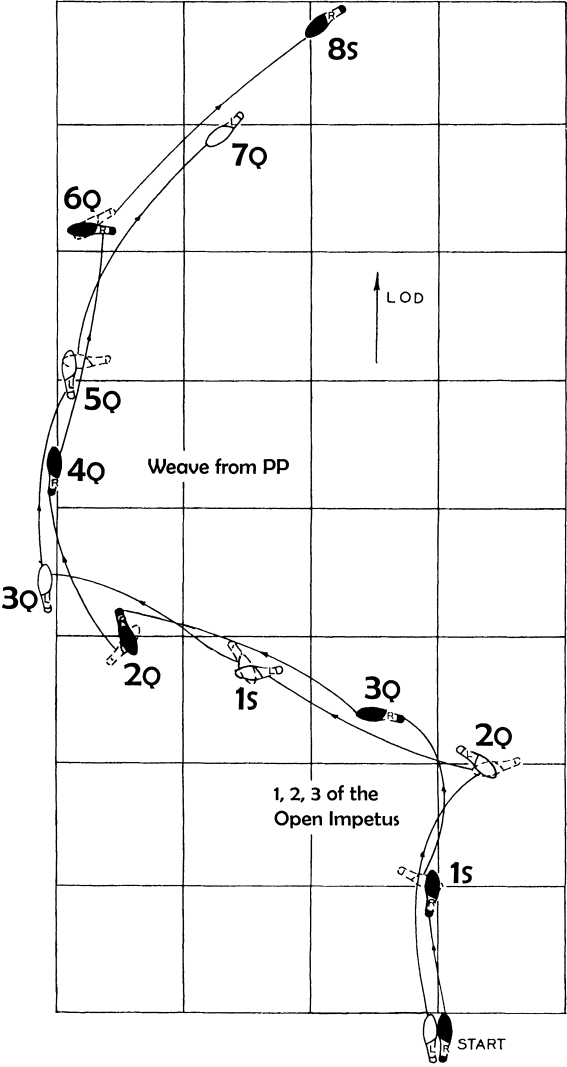 8S
7Q
6Q
LOD
5Q
4Q
R
Weave from PP
3Q
2Q
1S
3Q
R
2Q
1, 2, 3 of the
Open Impetus
1S
R
L
R
START